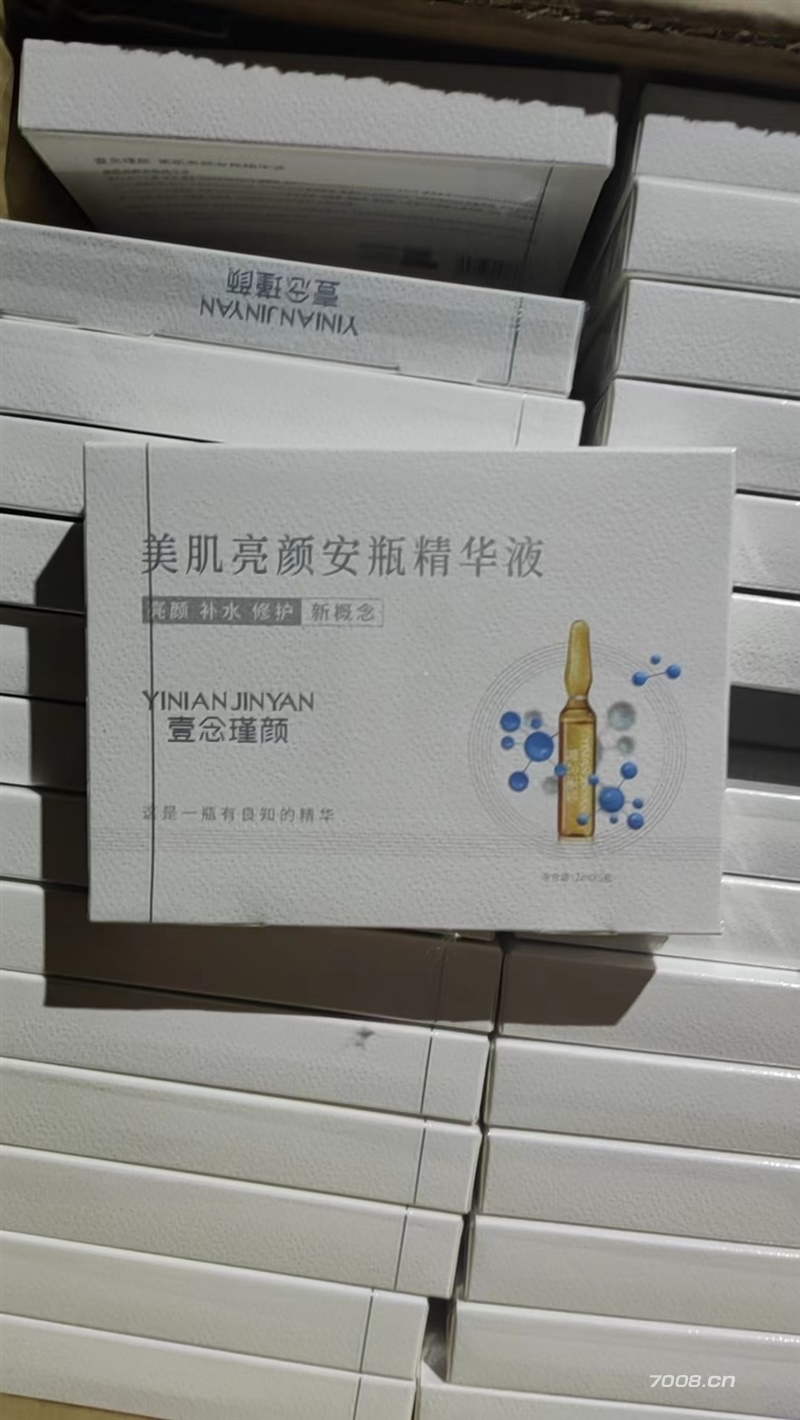 壹念瑾颜
YINIANJINYAN
美肌亮颜安瓶精华液
亮颜 补水 修护 新概念
YINIANJINYAN
壹念瑾颜
这是一瓶有良知的精华
7008.cn